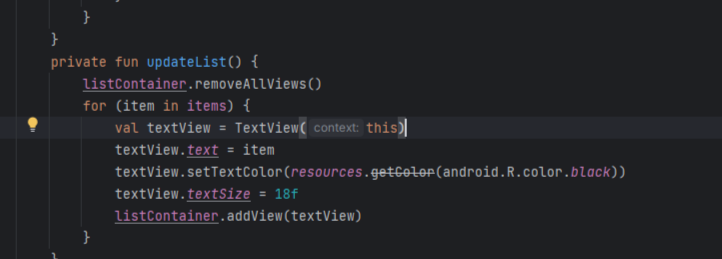 }
}
private fun updateList() {
listContainer.removeAllViews()
for (item in items) {
val textView = TextView( context: this)
textView.text = item
textView.setTextColor(resources.getColor(android.R.color.black))
textView.textSize = 18f
listContainer.addView(textView)
}
}